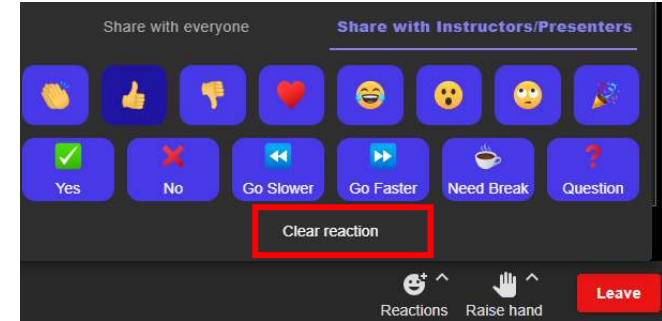 Share with everyone Share with Instructors/Presenters
Yes No Go Slower Go Faster Need Break Question
Clear reaction
Reactions Raise hand Leave